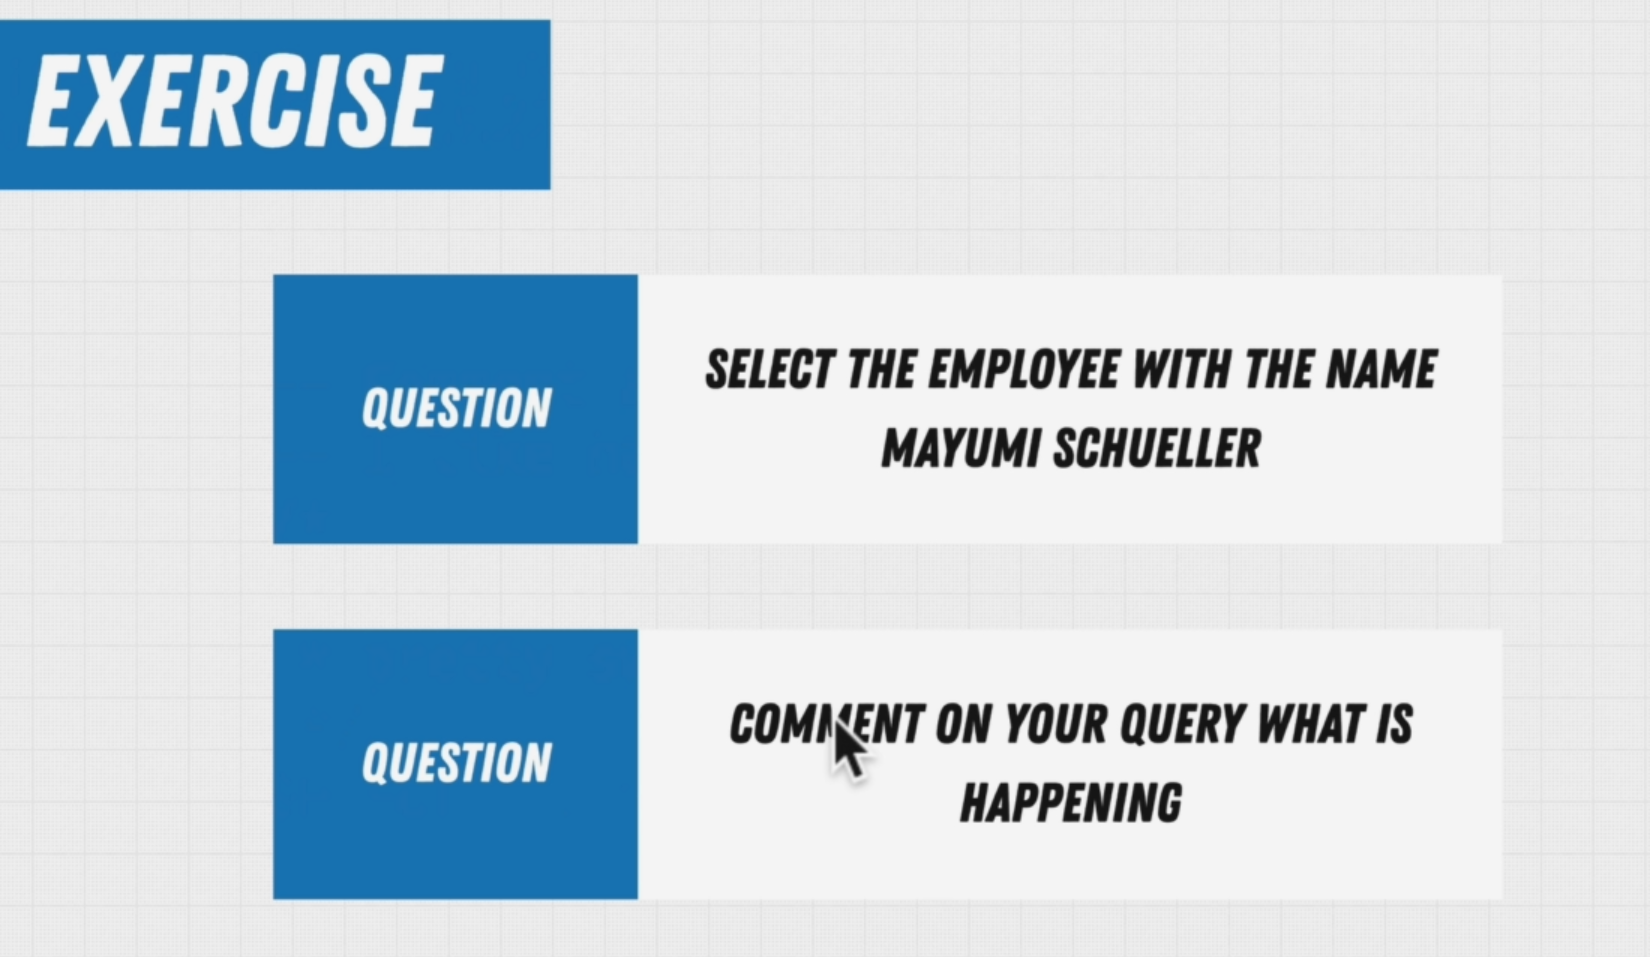 EXERCISE
QUESTION
SELECT THE EMPLOYEE WITH THE NAME
MAYUMI SCHUELLER
QUESTION
COMMENT ON YOUR QUERY WHAT IS
HAPPENING